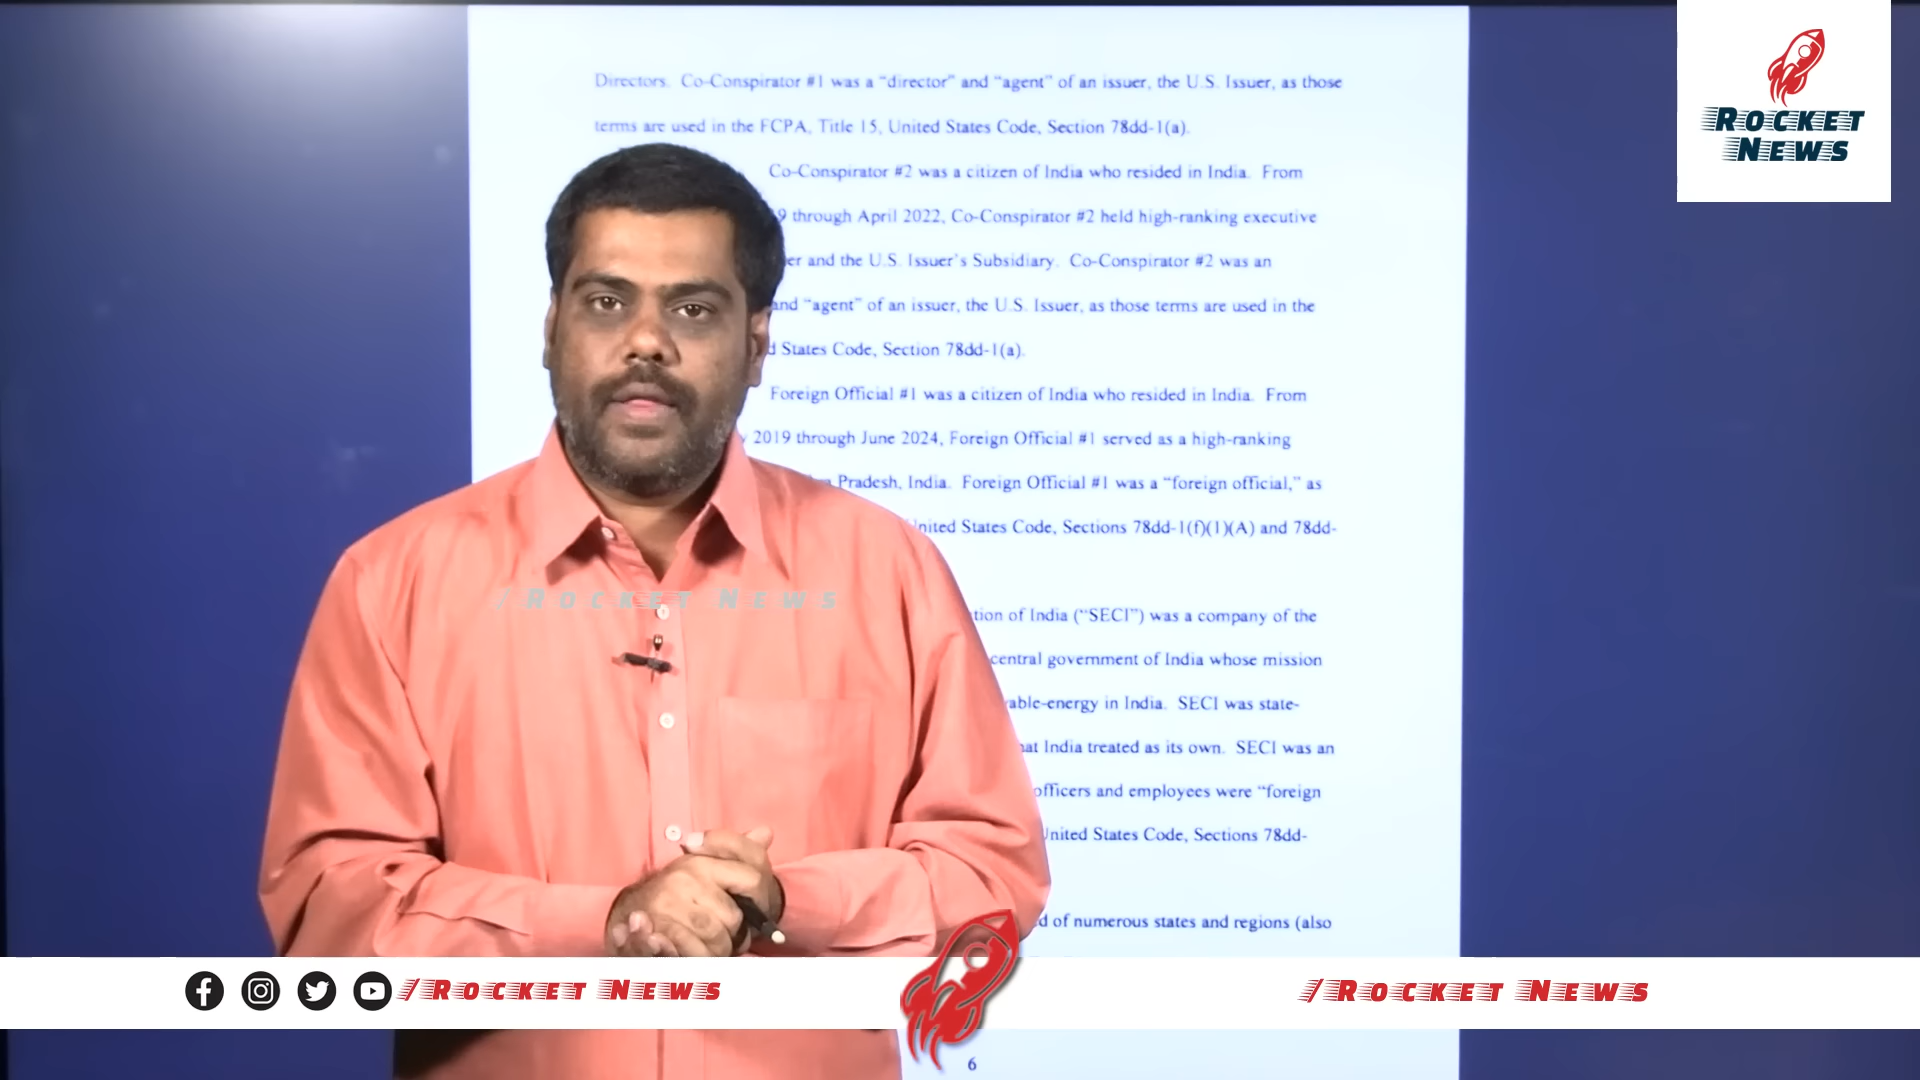 Directors. Co-Conspirator #1 was a “director” and “agent” of an issuer, the U.S. Issuer, as those
terms are used in the FCPA, Title 15, United States Code, Section 78dd-1(a).
Co-Conspirator #2 was a citizen of India who resided in India. From
9 through April 2022, Co-Conspirator #2 held high-ranking executive
er and the U.S. Issuer’s Subsidiary. Co-Conspirator #2 was an
and “agent” of an issuer, the U.S. Issuer, as those terms are used in the
d States Code, Section 78dd-1(a).
Foreign Official #1 was a citizen of India who resided in India. From
2019 through June 2024, Foreign Official #1 served as a high-ranking
Pradesh, India. Foreign Official #1 was a “foreign official,” as
United States Code, Sections 78dd-1(f)(1)(A) and 78dd-
tion of India (“SECI”) was a company of the
central government of India whose mission
able-energy in India. SECI was state-
at India treated as its own. SECI was an
officers and employees were “foreign
United States Code, Sections 78dd-
d of numerous states and regions (also
6
ROCKET
NEWS
/ROCKET NEWS
/ROCKET NEWS
/ROCKET NEWS